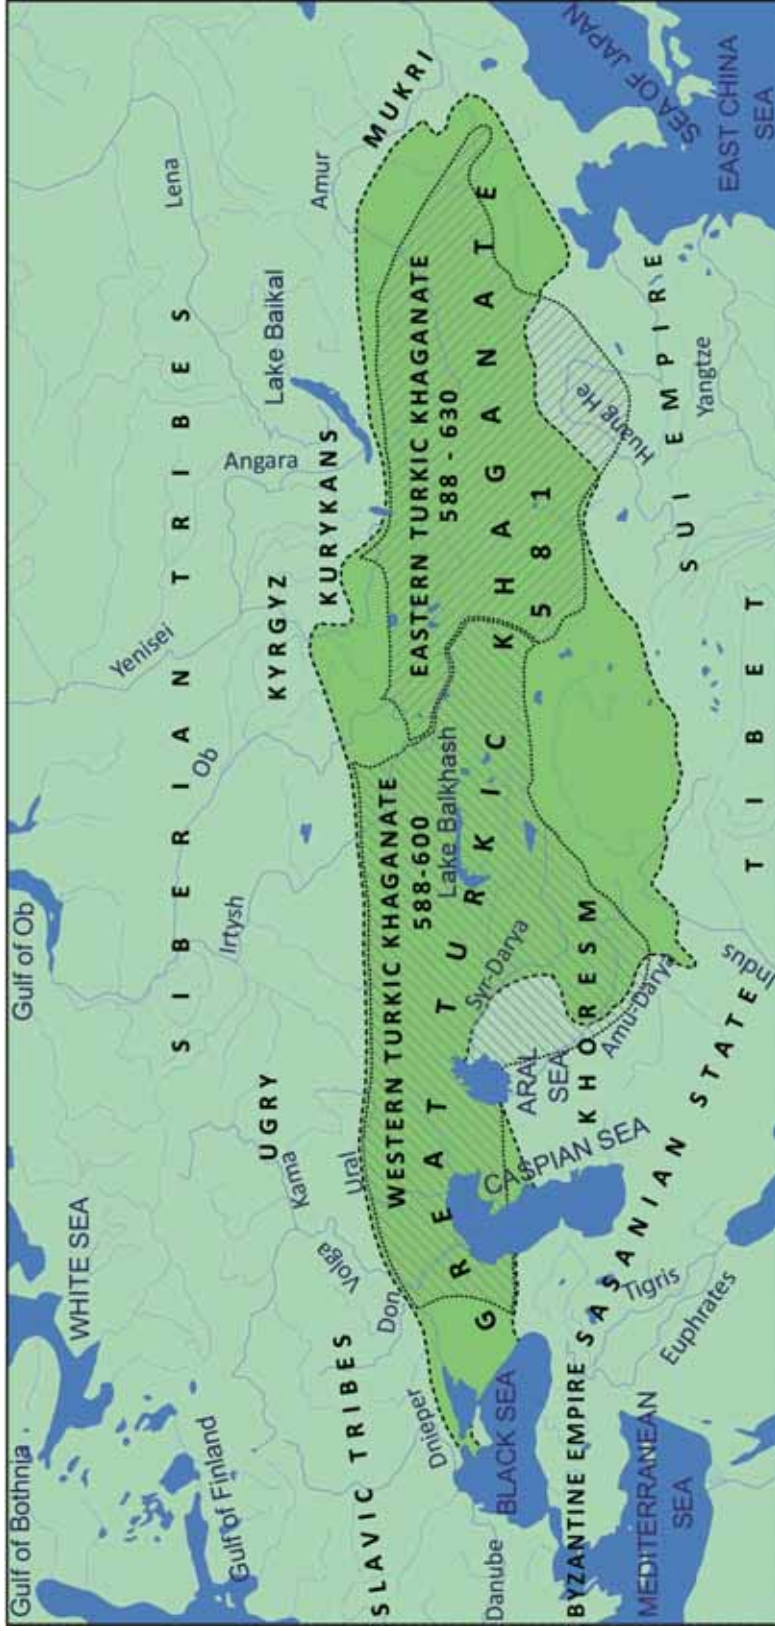 Gulf of Bothnia
WHITE SEA
Gulf of Ob
Gulf of Finland
SIBERIAN TRIBES
Lena
Ob
Yenisei
Irtysh
Angara
Lake Baikal
Amur
UGRY
KYRGYZ
KURYKANS
MUKRI
SLAVIC TRIBES
Kama
Volga
Ural
Don
Dnieper
Danube
WESTERN TURKIC KHAGANATE
588-600
EASTERN TURKIC KHAGANATE
588 - 630
Lake Balkhash
GREAT TURKIC KHAGANATE
581
Syr-Darya
Amu-Darya
ARAL
SEA
CASPIAN SEA
BLACK SEA
KHORESM
BYZANTINE EMPIRE
SASANIAN STATE
Tigris
Euphrates
MEDITERRANEAN
SEA
Indus
TIBET
SUI EMPIRE
Huang He
Yangtze
SEA OF JAPAN
EAST CHINA
SEA